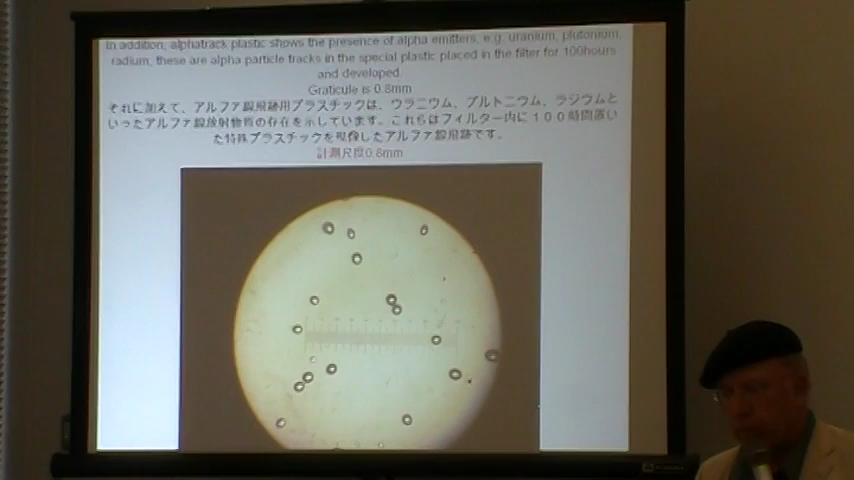 In addition, alphatrack plastic shows the presence of alpha emitters, e.g. uranium, plutonium,
radium, these are alpha particle tracks in the special plastic placed in the filter for 100hours
and developed.
Graticule is 0.8mm
それに加えて、アルファ線飛跡用プラスチックは、ウラニウム、プルトニウム、ラジウムと
いったアルファ線放射物質の存在を示しています。これらはフィルター内に１００時間置い
た特殊プラスチックを現像したアルファ線飛跡です。
計測尺度0.8mm